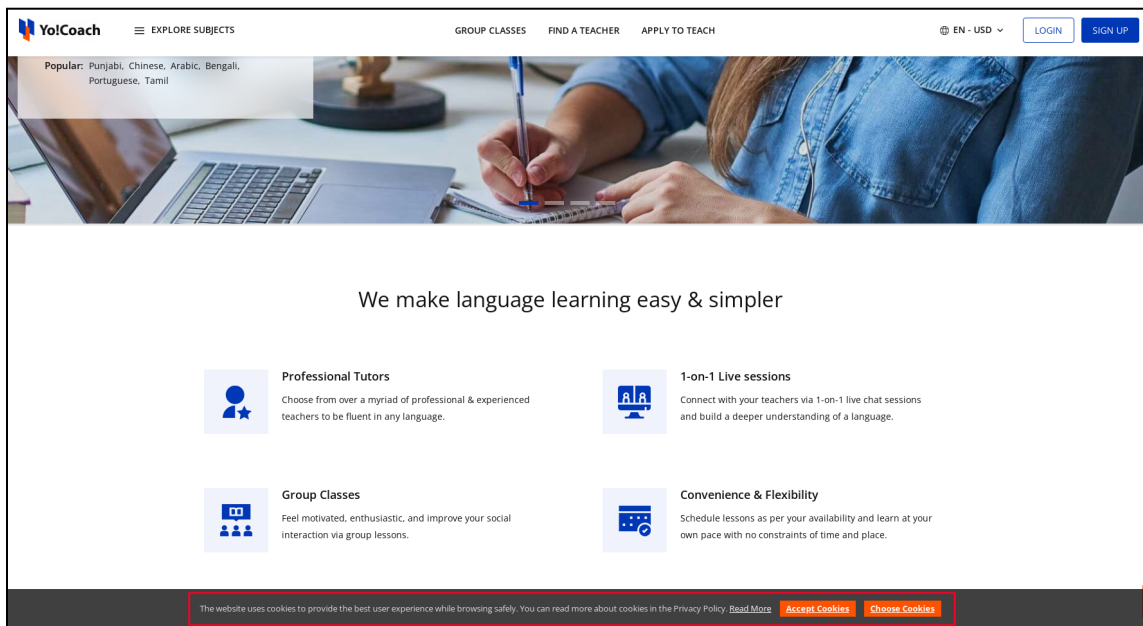 Yo!Coach
EXPLORE SUBJECTS
GROUP CLASSES
FIND A TEACHER
APPLY TO TEACH
EN - USD
LOGIN
SIGN UP
Popular: Punjabi, Chinese, Arabic, Bengali,
Portuguese, Tamil
We make language learning easy & simpler
Professional Tutors
Choose from over a myriad of professional & experienced
teachers to be fluent in any language.
1-on-1 Live sessions
Connect with your teachers via 1-on-1 live chat sessions
and build a deeper understanding of a language.
Group Classes
Feel motivated, enthusiastic, and improve your social
interaction via group lessons.
Convenience & Flexibility
Schedule lessons as per your availability and learn at your
own pace with no constraints of time and place.
The website uses cookies to provide the best user experience while browsing safely. You can read more about cookies in the Privacy Policy. Read More
Accept Cookies
Choose Cookies